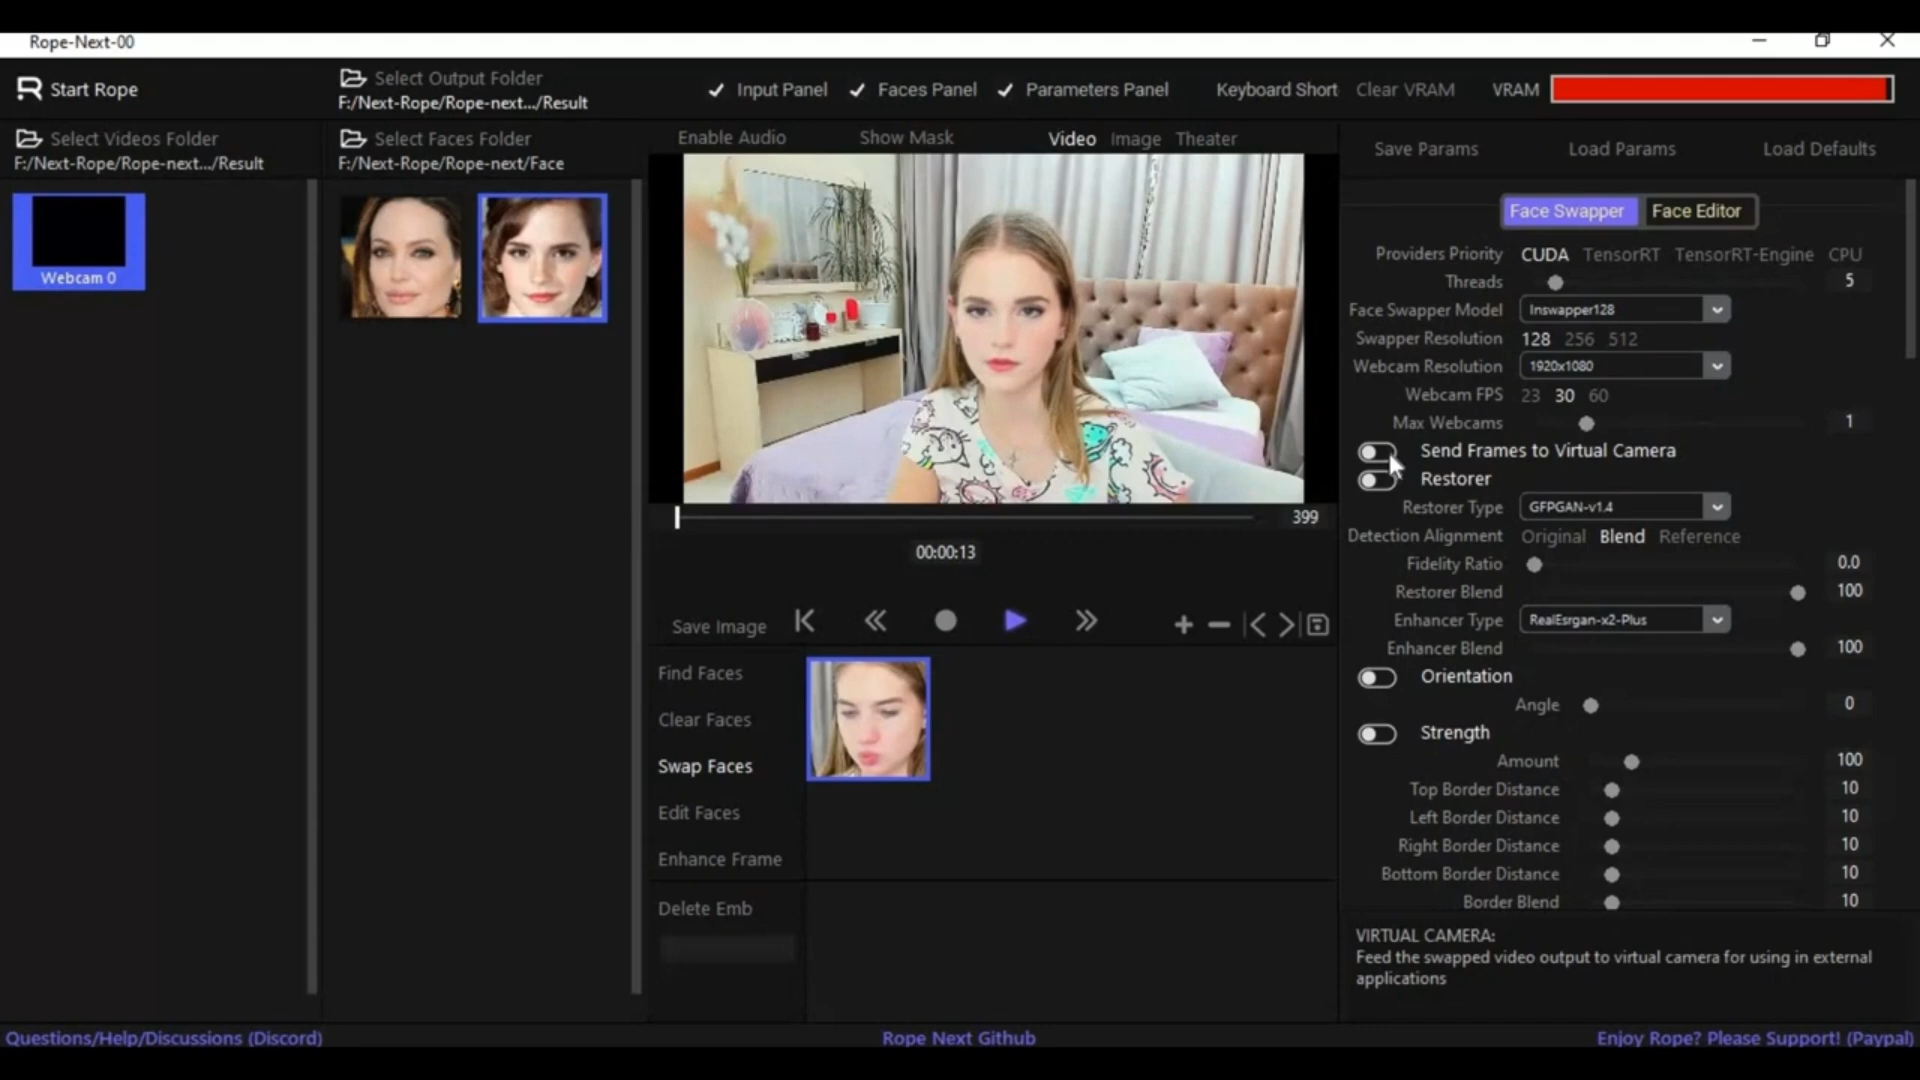 Rope-Next-00
Start Rope
Select Output Folder
F:/Next-Rope/Rope-next.../Result
Input Panel
Faces Panel
Parameters Panel
Keyboard Short
Clear VRAM
VRAM
Select Videos Folder
F:/Next-Rope/Rope-next.../Result
Select Faces Folder
F:/Next-Rope/Rope-next/Face
Webcam 0
Enable Audio
Show Mask
Video Image Theater
399
00:00:13
Save Image
Find Faces
Clear Faces
Swap Faces
Edit Faces
Enhance Frame
Delete Emb
Save Params
Load Params
Load Defaults
Face Swapper
Face Editor
Providers Priority CUDA TensorRT TensorRT-Engine CPU
Threads 5
Face Swapper Model Inswapper128
Swapper Resolution 128 256 512
Webcam Resolution 1920x1080
Webcam FPS 23 30 60
Max Webcams 1
Send Frames to Virtual Camera
Restorer
Restorer Type GFPGAN-v1.4
Detection Alignment Original Blend Reference
Fidelity Ratio 0.0
Restorer Blend 100
Enhancer Type RealEsrgan-x2-Plus
Enhancer Blend 100
Orientation
Angle 0
Strength
Amount 100
Top Border Distance 10
Left Border Distance 10
Right Border Distance 10
Bottom Border Distance 10
Border Blend 10
VIRTUAL CAMERA:
Feed the swapped video output to virtual camera for using in external
applications
Questions/Help/Discussions (Discord)
Rope Next Github
Enjoy Rope? Please Support! (Paypal)